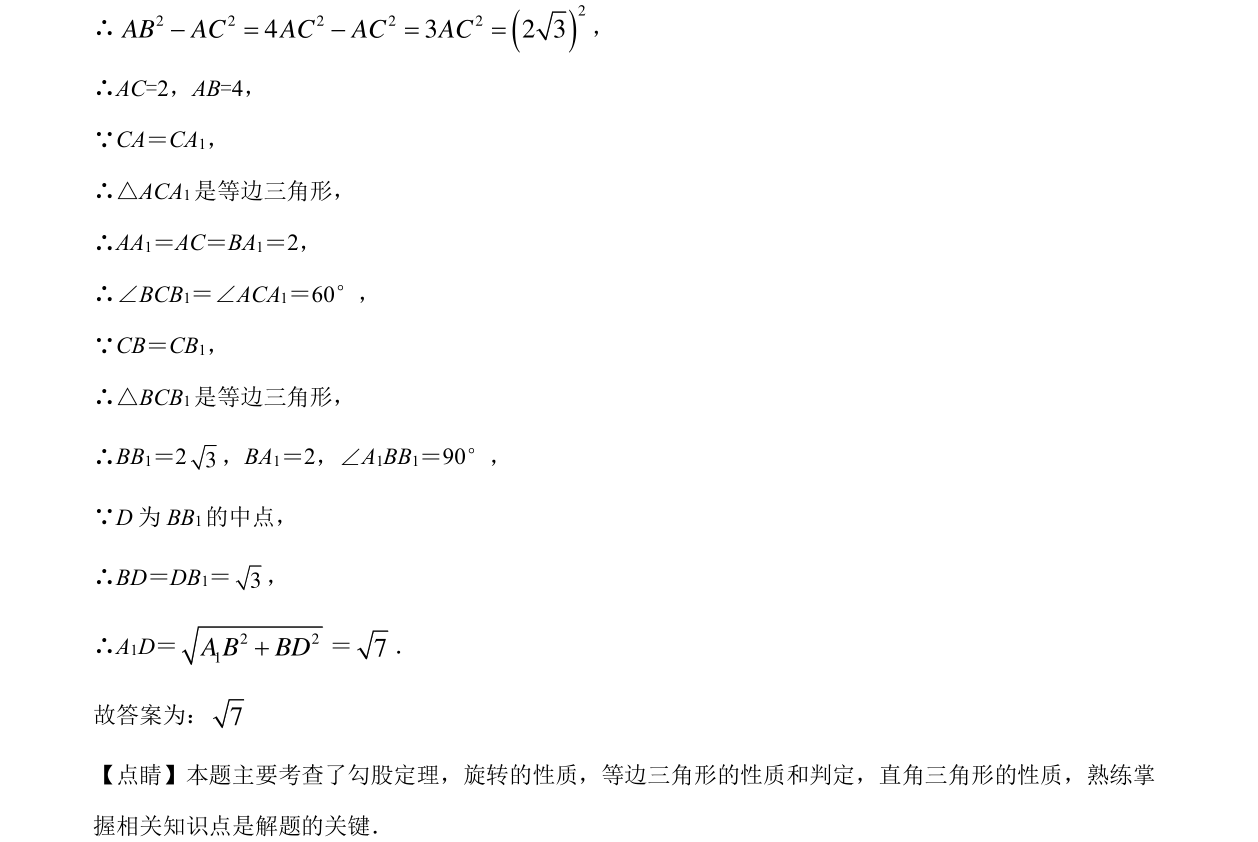 ∴ AB² − AC² = 4AC² − AC² = 3AC² = (2√3)²，
∴AC=2，AB=4，
∵CA＝CA₁，
∴△ACA₁是等边三角形，
∴AA₁＝AC＝BA₁＝2，
∴∠BCB₁＝∠ACA₁＝60°，
∵CB＝CB₁，
∴△BCB₁是等边三角形，
∴BB₁＝2√3，BA₁＝2，∠A₁BB₁＝90°，
∵D 为 BB₁的中点，
∴BD＝DB₁＝√3，
∴A₁D＝√(A₁B² + BD²)＝√7．
故答案为：√7
【点睛】本题主要考查了勾股定理，旋转的性质，等边三角形的性质和判定，直角三角形的性质，熟练掌
握相关知识点是解题的关键．